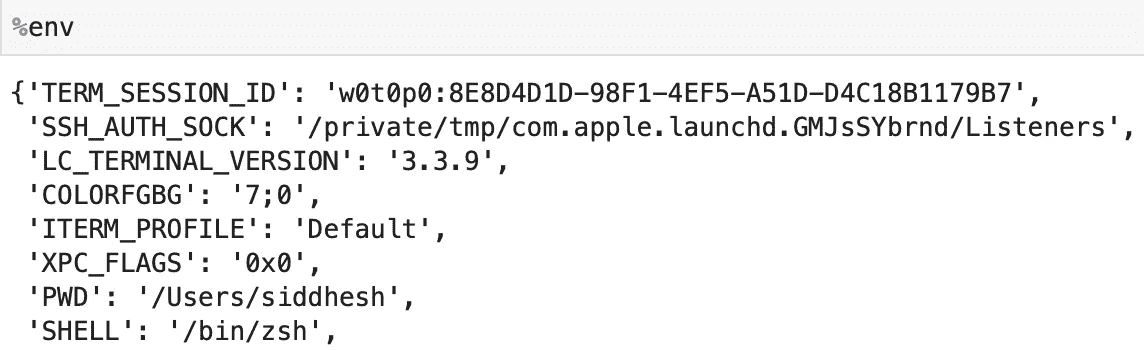 %env
{'TERM_SESSION_ID': 'w0t0p0:8E8D4D1D-98F1-4EF5-A51D-D4C18B1179B7',
'SSH_AUTH_SOCK': '/private/tmp/com.apple.launchd.GMJsSYbrnd/Listeners',
'LC_TERMINAL_VERSION': '3.3.9',
'COLORFGBG': '7;0',
'ITERM_PROFILE': 'Default',
'XPC_FLAGS': '0x0',
'PWD': '/Users/siddhesh',
'SHELL': '/bin/zsh',